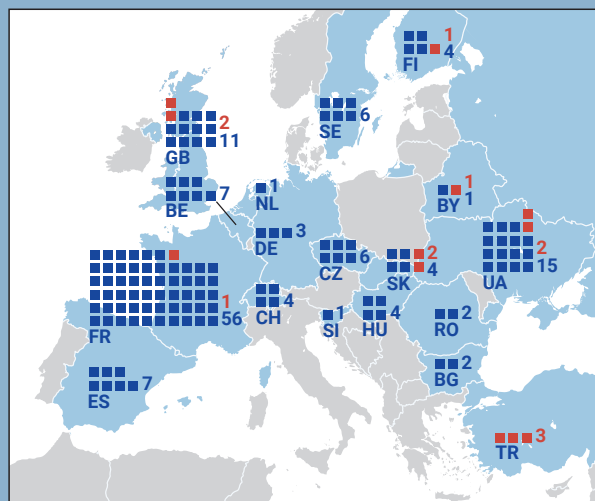 1
4
FI
6
SE
2
11
GB
7
BE
1
NL
1
1
BY
3
DE
6
CZ
2
4
SK
2
15
UA
1
56
FR
4
CH
1
SI
4
HU
2
RO
7
ES
2
BG
3
TR